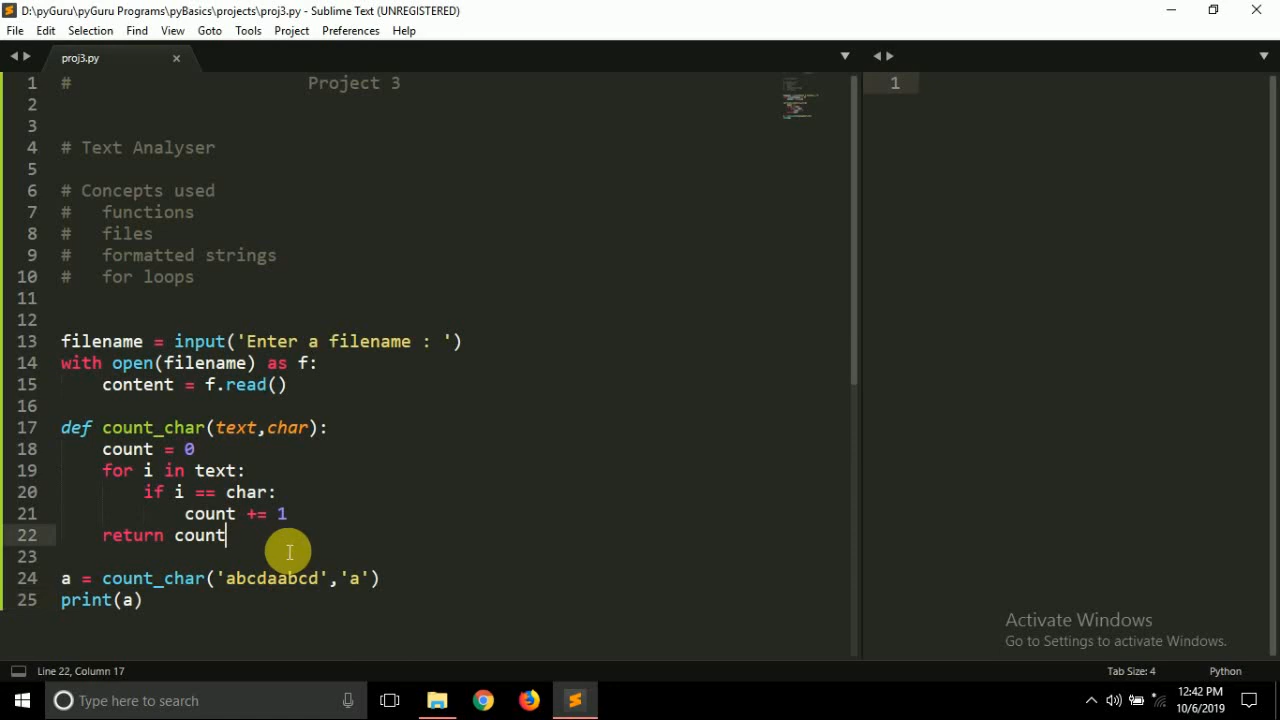 D:\pyGuru\pyGuru Programs\pyBasics\projects\proj3.py - Sublime Text (UNREGISTERED)
File Edit Selection Find View Goto Tools Project Preferences Help
proj3.py
1 # Project 3
2
3
4 # Text Analyser
5
6 # Concepts used
7 # functions
8 # files
9 # formatted strings
10 # for loops
11
12
13 filename = input('Enter a filename : ')
14 with open(filename) as f:
15 content = f.read()
16
17 def count_char(text,char):
18 count = 0
19 for i in text:
20 if i == char:
21 count += 1
22 return count
23
24 a = count_char('abcdaabcd','a')
25 print(a)
1
Activate Windows
Go to Settings to activate Windows.
Line 22, Column 17
Tab Size: 4
Python
Type here to search
12:42 PM
10/6/2019